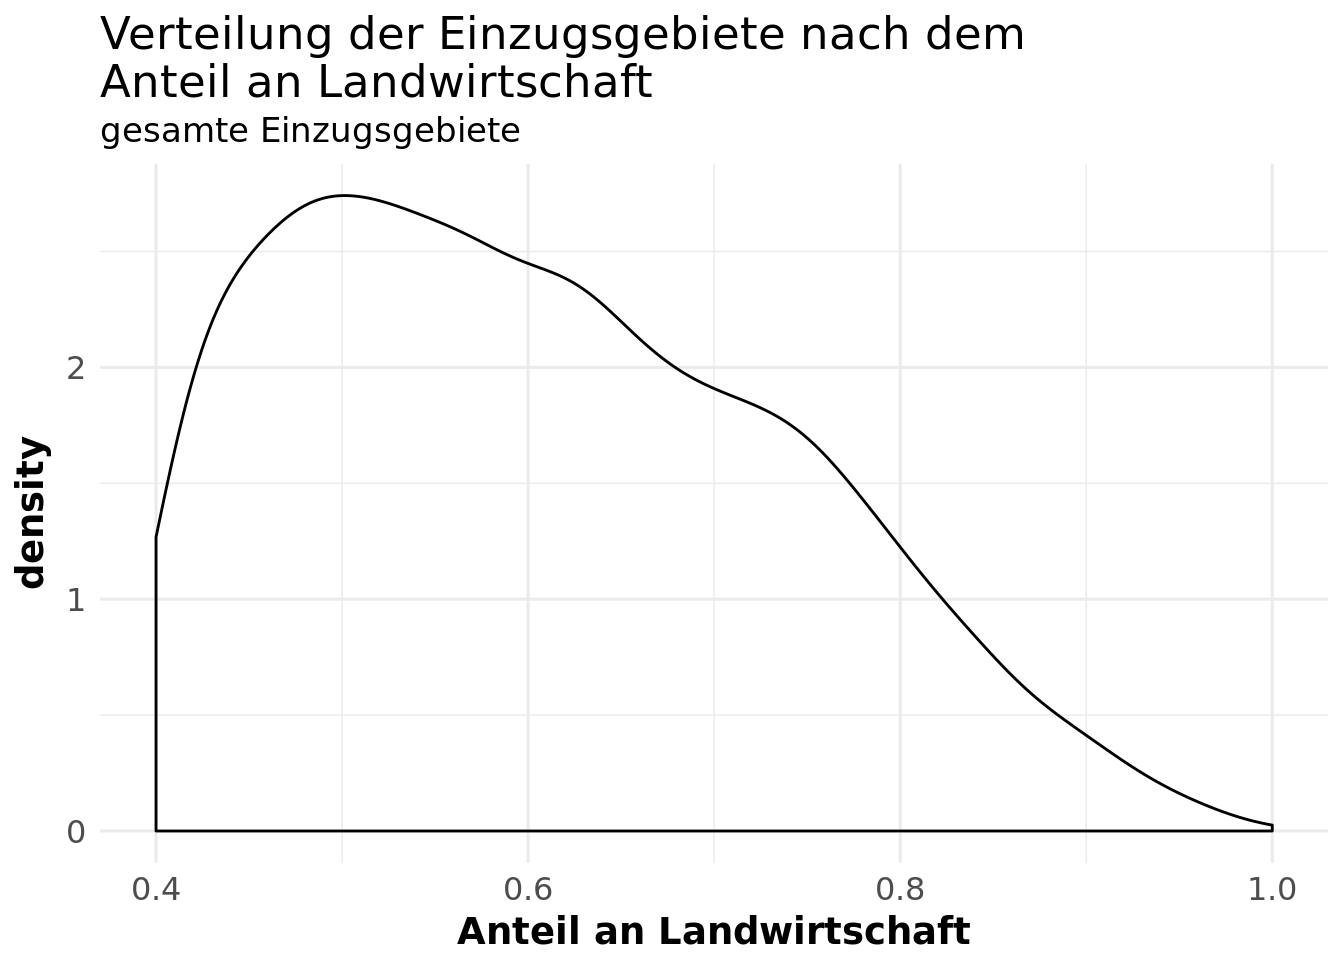 Verteilung der Einzugsgebiete nach dem
Anteil an Landwirtschaft
gesamte Einzugsgebiete
density
2
1
0
0.4 0.6 0.8 1.0
Anteil an Landwirtschaft